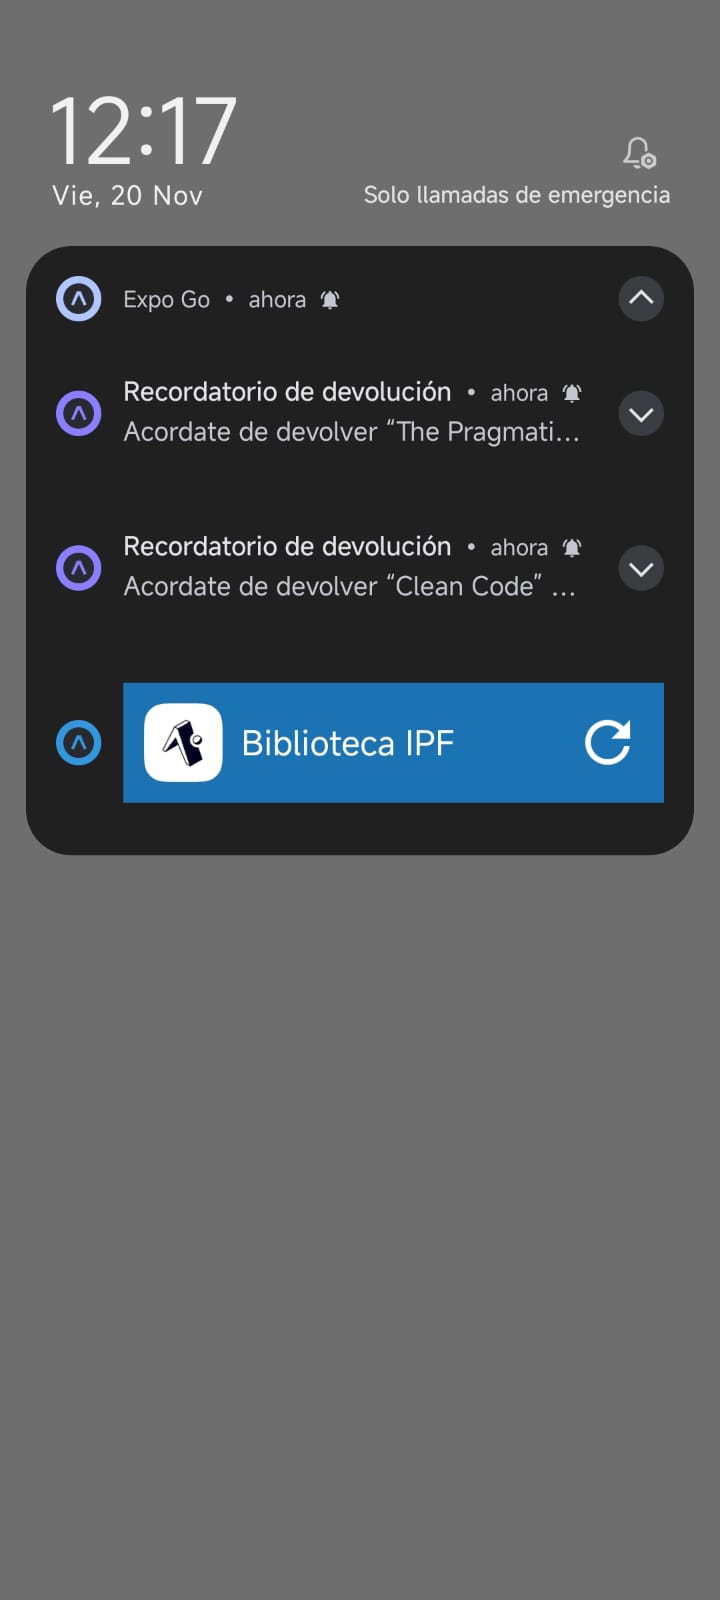 12:17
Vie, 20 Nov
Solo llamadas de emergencia
Expo Go • ahora
Recordatorio de devolución • ahora
Acordate de devolver “The Pragmati...
Recordatorio de devolución • ahora
Acordate de devolver “Clean Code” ...
Biblioteca IPF